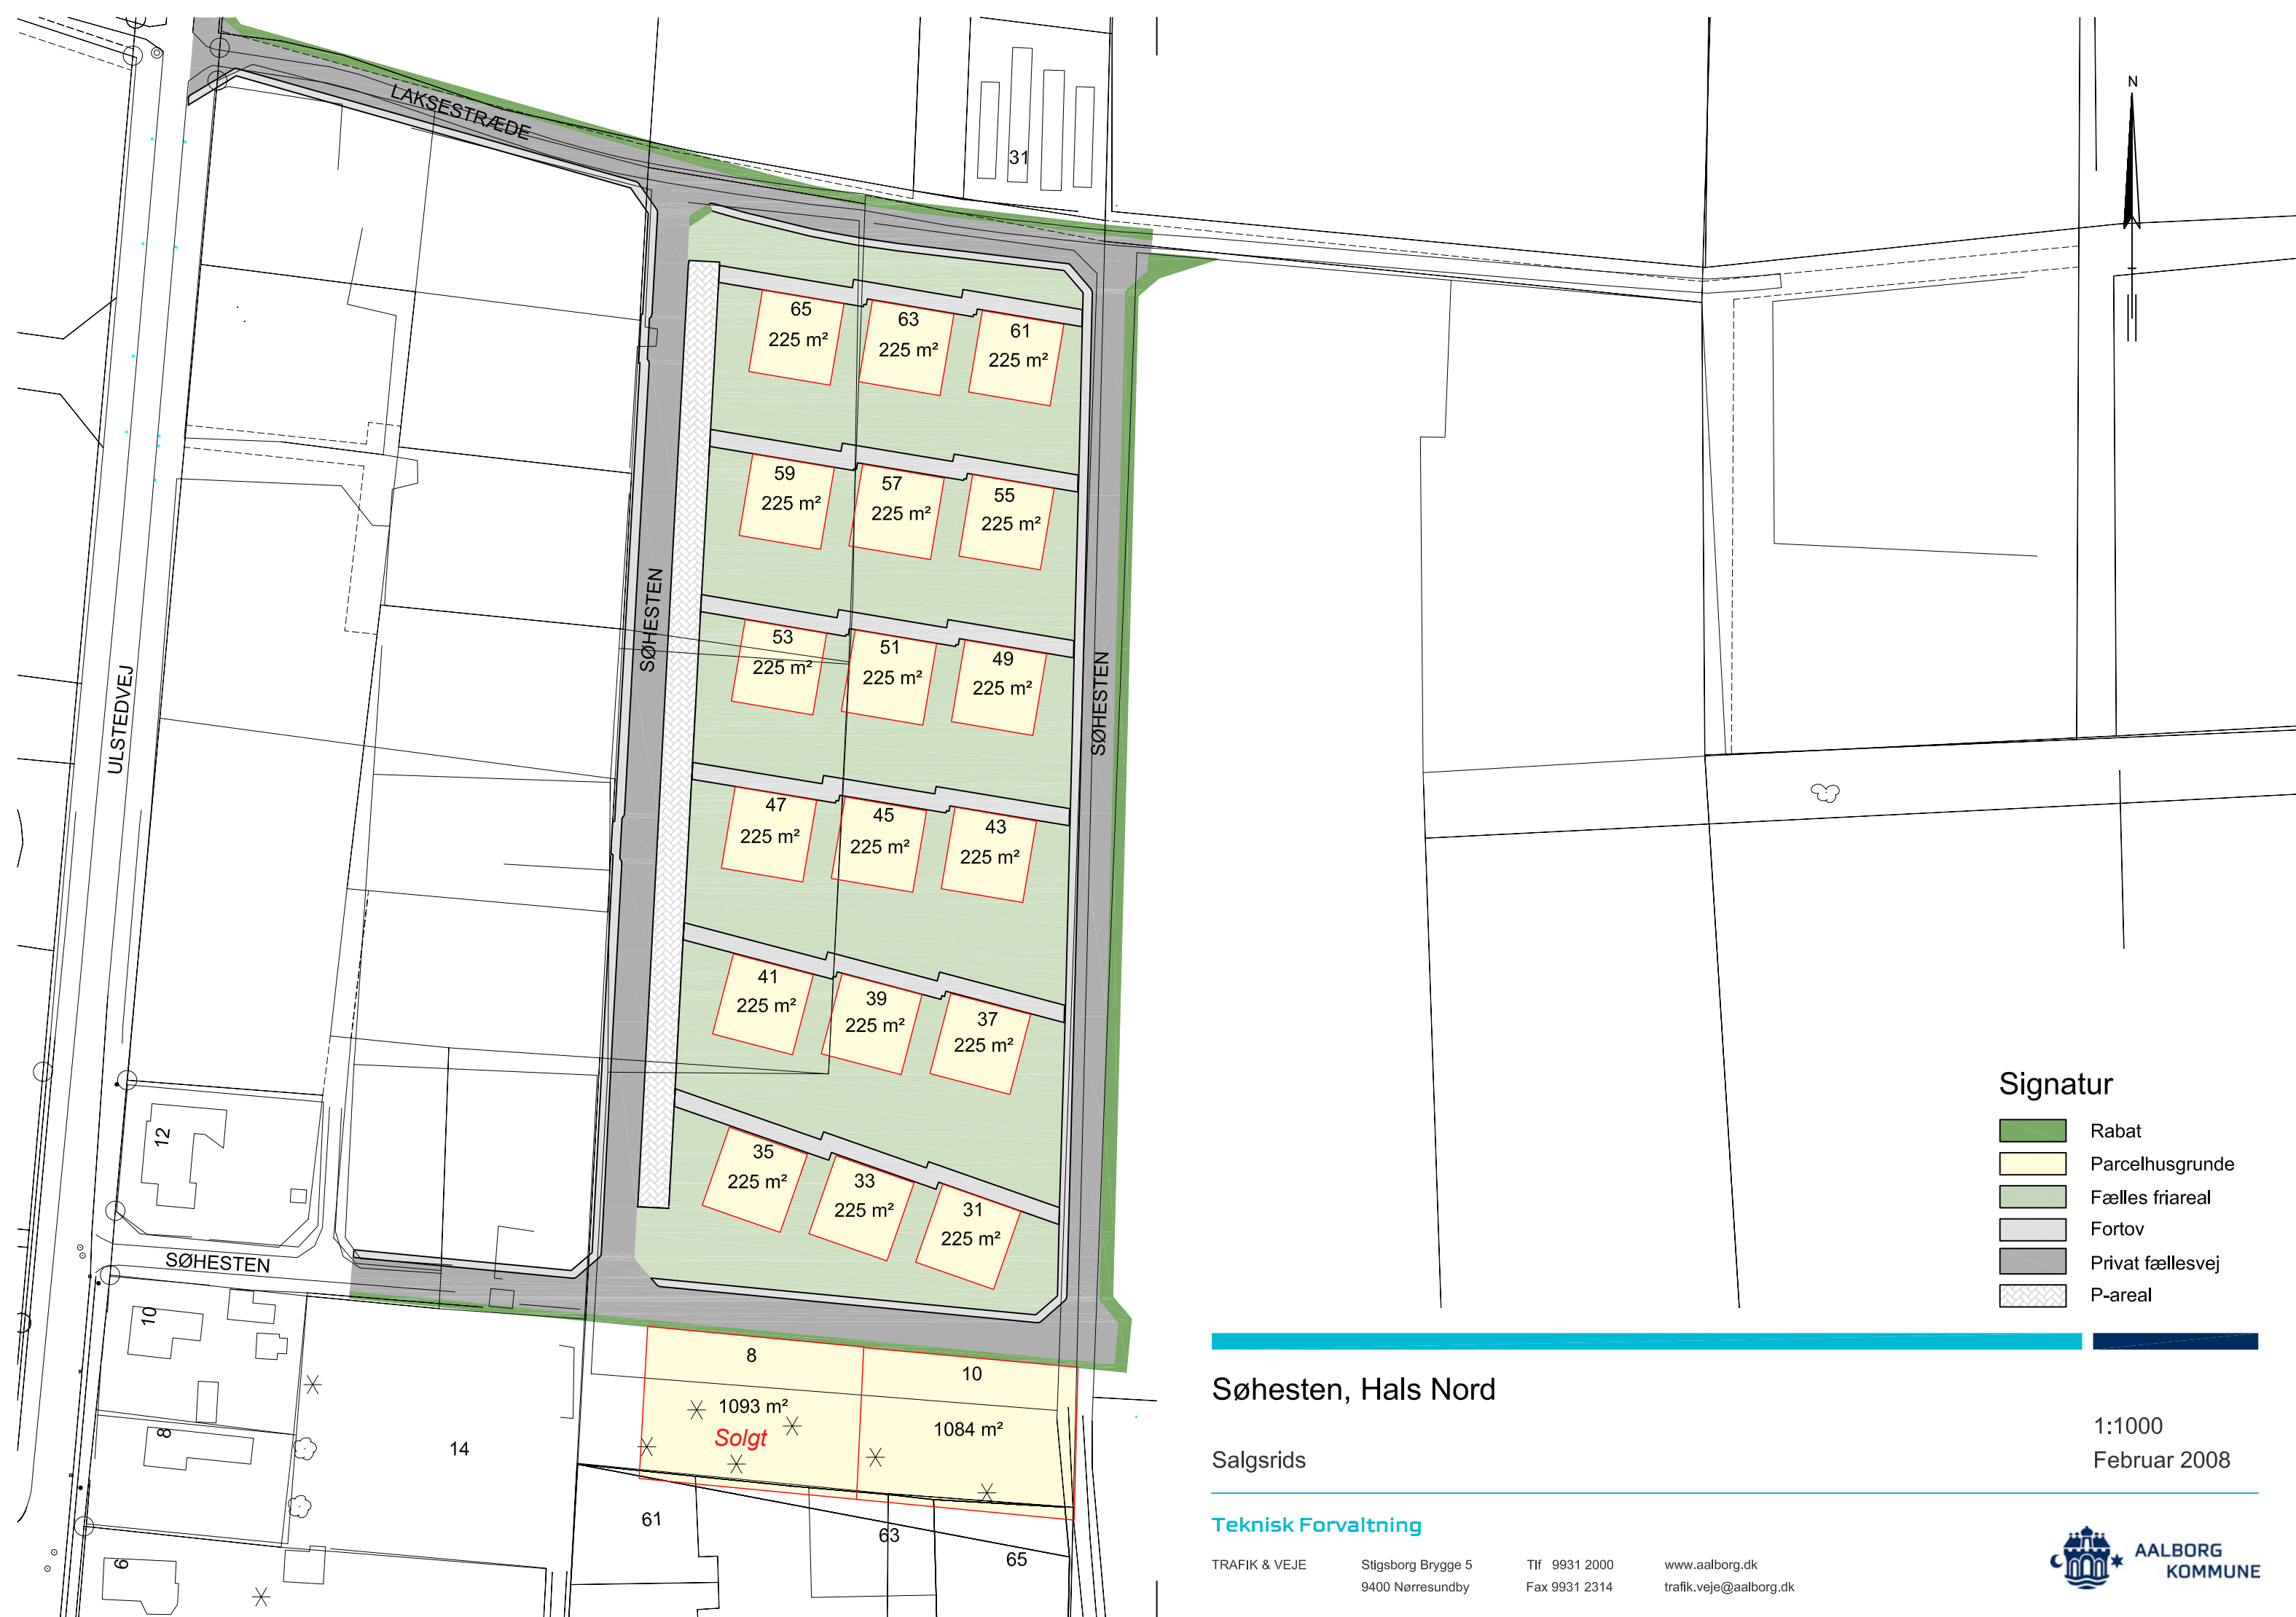 N
LAKSESTRÆDE
31
65
225 m²
63
225 m²
61
225 m²
59
225 m²
57
225 m²
55
225 m²
SØHESTEN
53
225 m²
51
225 m²
49
225 m²
SØHESTEN
ULSTEDVEJ
47
225 m²
45
225 m²
43
225 m²
41
225 m²
39
225 m²
37
225 m²
35
225 m²
33
225 m²
31
225 m²
12
SØHESTEN
10
8
6
14
8
1093 m²
Solgt
10
1084 m²
61
63
65
Signatur
Rabat
Parcelhusgrunde
Fælles friareal
Fortov
Privat fællesvej
P-areal
Søhesten, Hals Nord
1:1000
Salgsrids
Februar 2008
Teknisk Forvaltning
TRAFIK & VEJE Stigsborg Brygge 5 Tlf 9931 2000 www.aalborg.dk
9400 Nørresundby Fax 9931 2314 trafik.veje@aalborg.dk
AALBORG
KOMMUNE